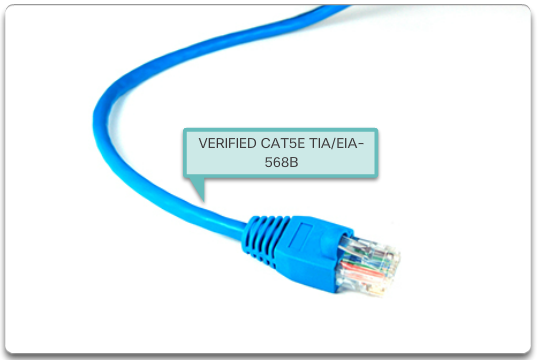 VERIFIED CAT5E TIA/EIA-
568B